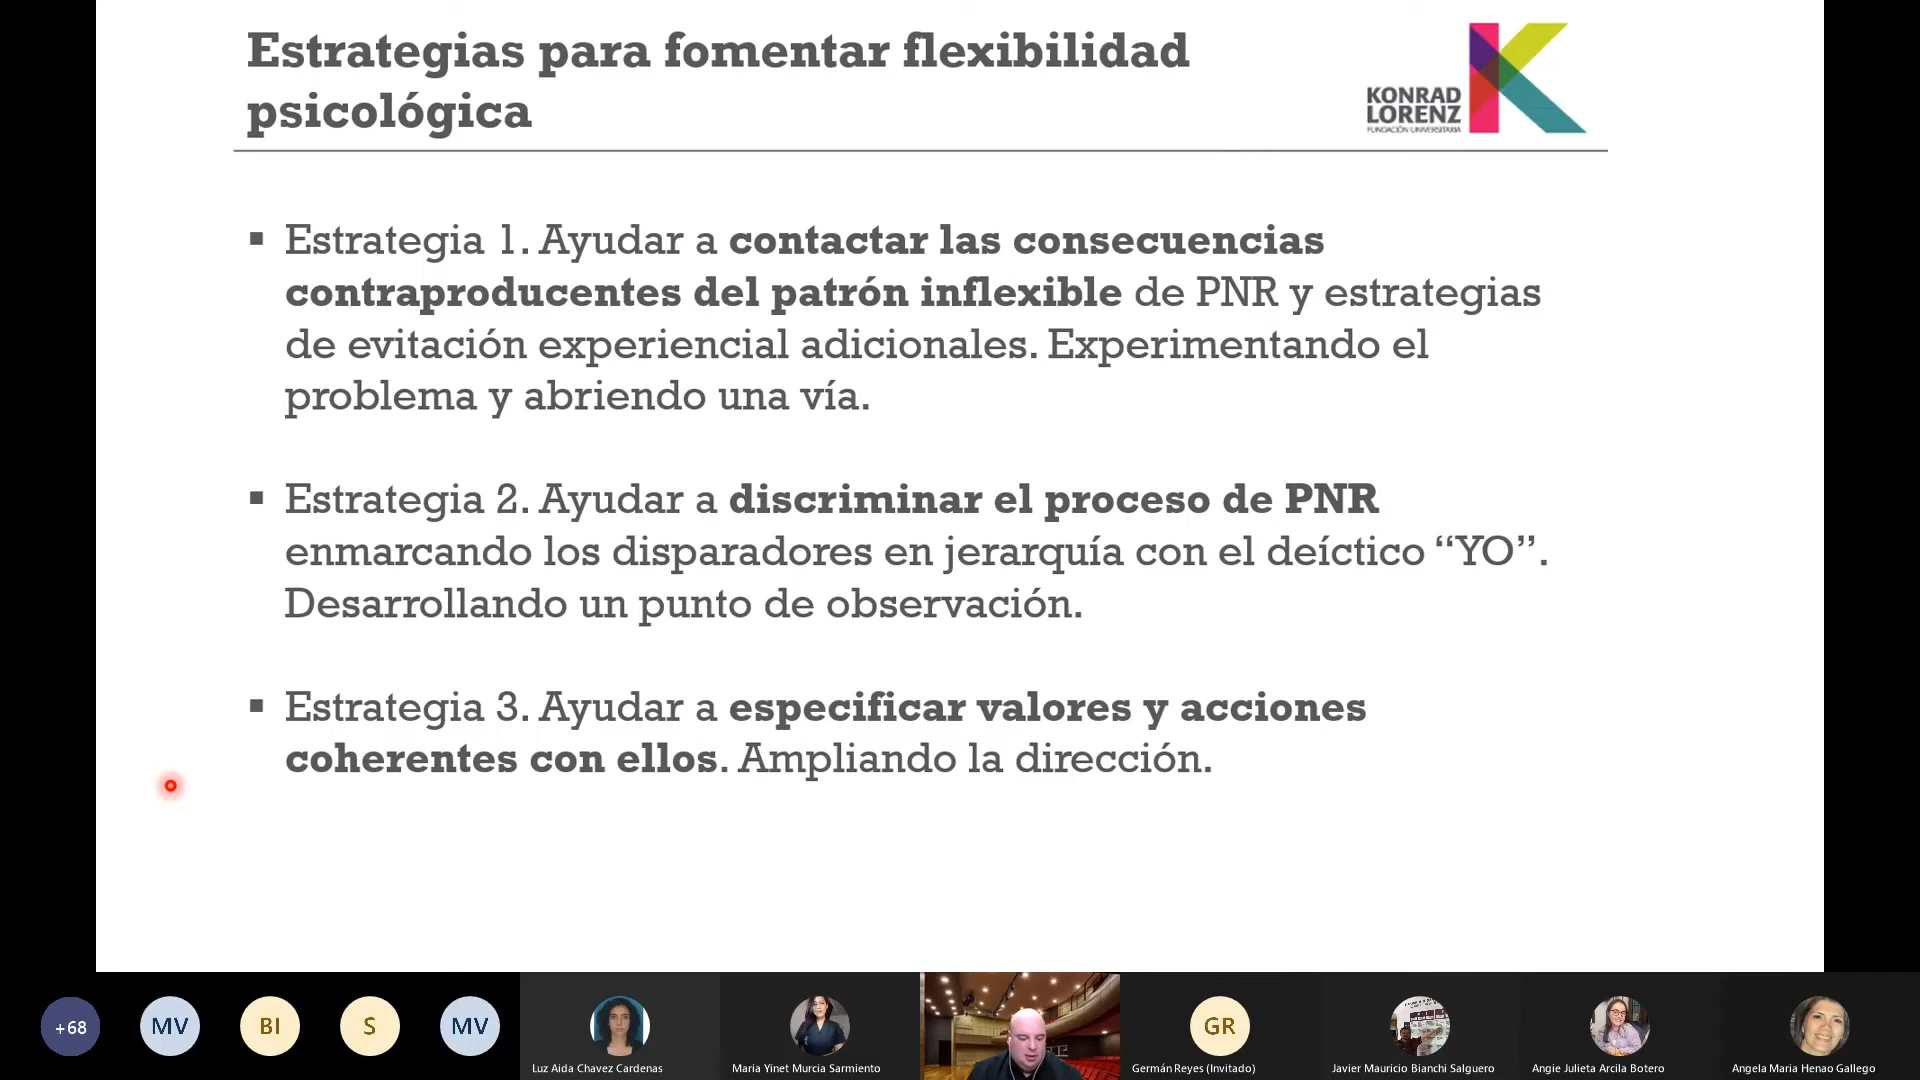 Estrategias para fomentar flexibilidad
psicológica
KONRAD
LORENZ
FUNDACIÓN UNIVERSITARIA
▪ Estrategia 1. Ayudar a contactar las consecuencias
contraproducentes del patrón inflexible de PNR y estrategias
de evitación experiencial adicionales. Experimentando el
problema y abriendo una vía.
▪ Estrategia 2. Ayudar a discriminar el proceso de PNR
enmarcando los disparadores en jerarquía con el deíctico “YO”.
Desarrollando un punto de observación.
▪ Estrategia 3. Ayudar a especificar valores y acciones
coherentes con ellos. Ampliando la dirección.
+68
MV
BI
S
MV
GR
Luz Aida Chavez Cardenas
Maria Yinet Murcia Sarmiento
Germán Reyes (Invitado)
Javier Mauricio Bianchi Salguero
Angie Julieta Arcila Botero
Angela Maria Henao Gallego